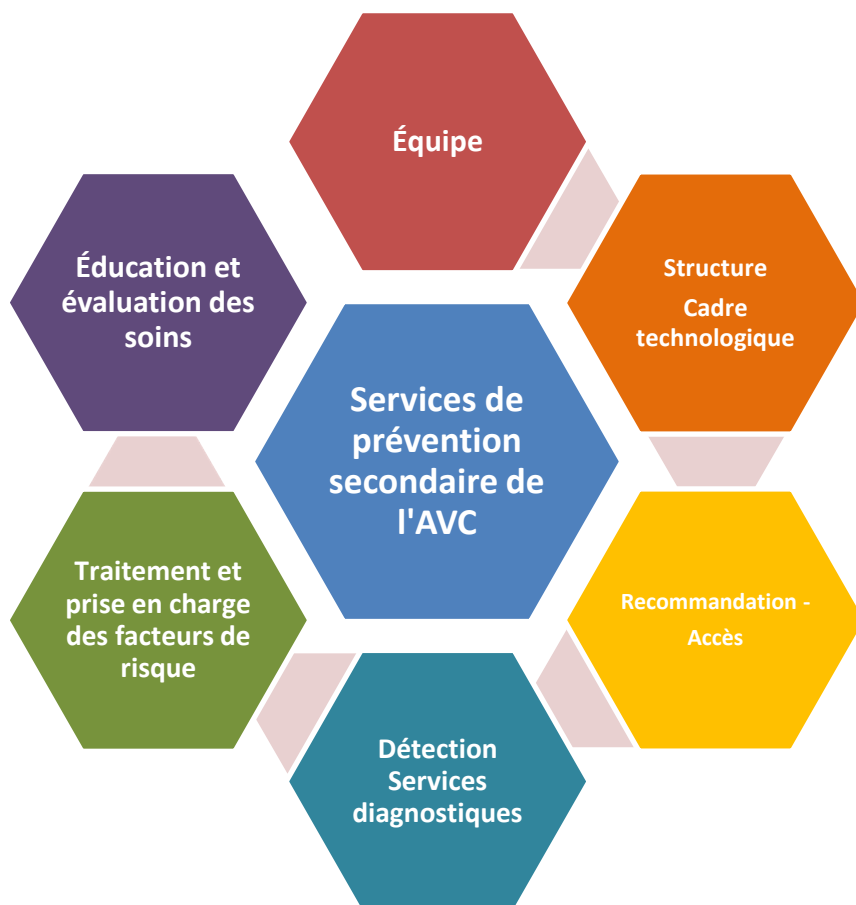 Équipe
Structure
Cadre
technologique
Recommandation -
Accès
Détection
Services
diagnostiques
Traitement et
prise en charge
des facteurs de
risque
Éducation et
évaluation des
soins
Services de
prévention
secondaire de
l'AVC